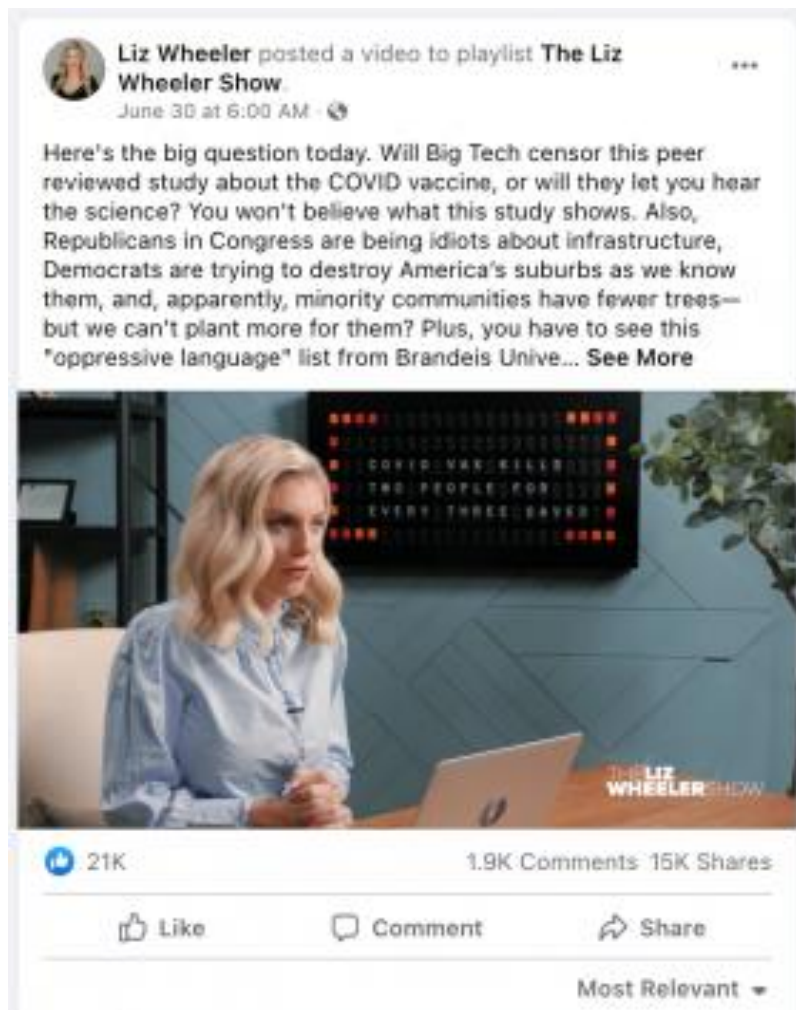 Liz Wheeler posted a video to playlist The Liz
Wheeler Show.
June 30 at 6:00 AM ·
Here's the big question today. Will Big Tech censor this peer
reviewed study about the COVID vaccine, or will they let you hear
the science? You won't believe what this study shows. Also,
Republicans in Congress are being idiots about infrastructure,
Democrats are trying to destroy America's suburbs as we know
them, and, apparently, minority communities have fewer trees—
but we can't plant more for them? Plus, you have to see this
"oppressive language" list from Brandeis Unive... See More
COVID VAX KILLS
TWO PEOPLE FOR
EVERY THREE SAVED
THE LIZ
WHEELER SHOW
21K
1.9K Comments 15K Shares
Like Comment Share
Most Relevant